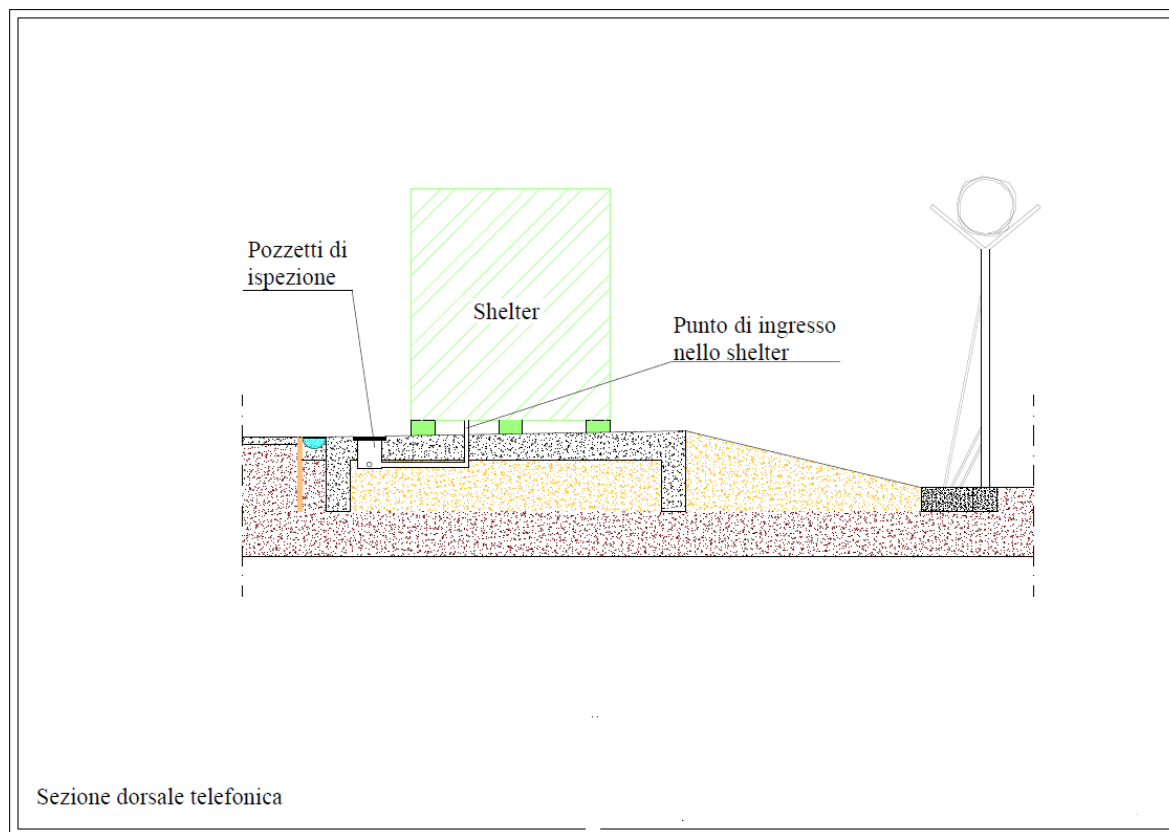 Pozzetti di
ispezione
Shelter
Punto di ingresso
nello shelter
Sezione dorsale telefonica